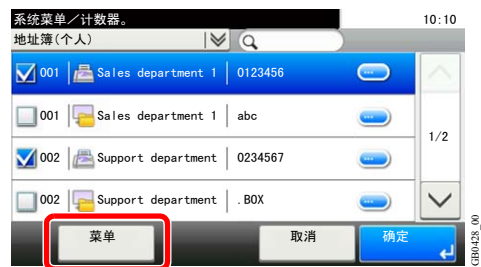 系统菜单／计数器。 10:10
地址簿(个人)
001 Sales department 1 0123456
001 Sales department 1 abc
1/2
002 Support department 0234567
002 Support department .BOX
菜单 取消 确定
GB0428_00